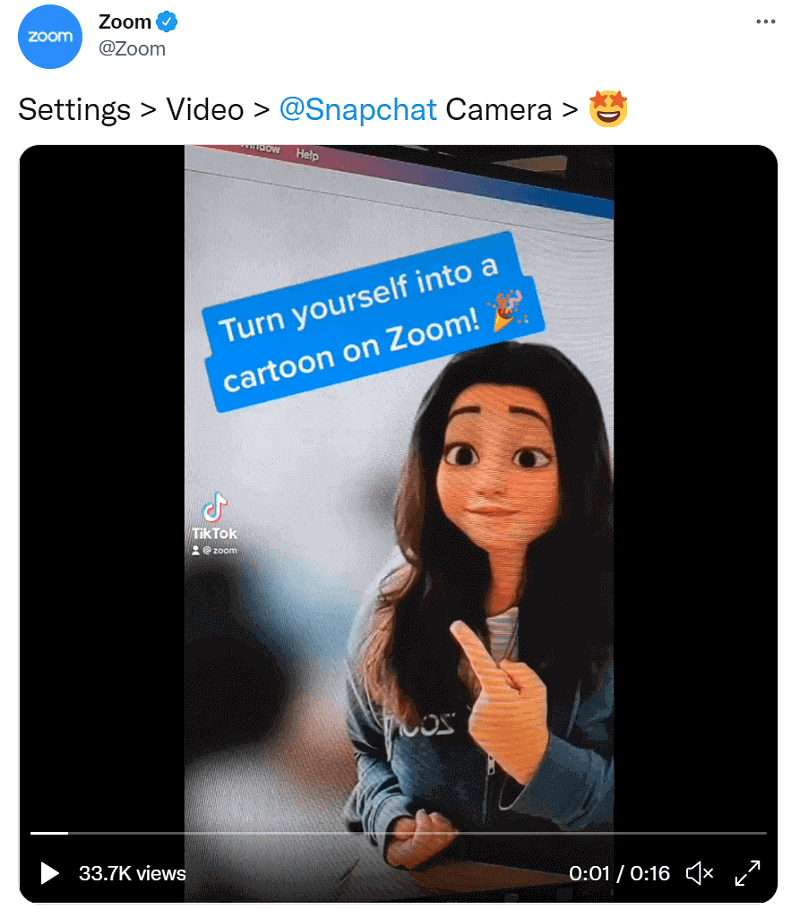 zoom
Zoom
@Zoom
Settings > Video > @Snapchat Camera > 🤩
Window Help
Turn yourself into a
cartoon on Zoom! 🎉
TikTok
@zoom
33.7K views
0:01 / 0:16